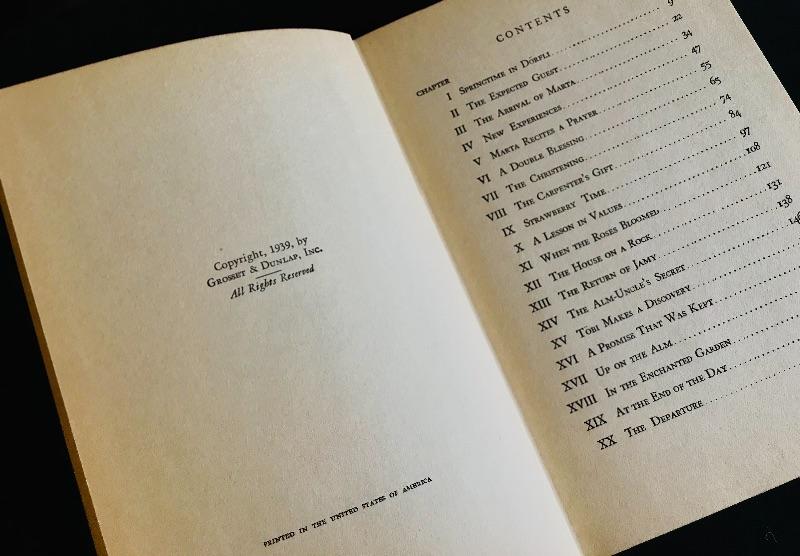 Copyright, 1939, by
Grosset & Dunlap, Inc.
All Rights Reserved
PRINTED IN THE UNITED STATES OF AMERICA
CONTENTS
CHAPTER
I Springtime in Dörfli 9
II The Expected Guest 22
III The Arrival of Marta 34
IV New Experiences 47
V Marta Recites a Prayer 55
VI A Double Blessing 65
VII The Christening 74
VIII The Carpenter's Gift 84
IX Strawberry Time 97
X A Lesson in Values 108
XI When the Roses Bloomed 121
XII The House on a Rock 131
XIII The Return of Jamy 138
XIV The Alm-Uncle's Secret
XV Tobi Makes a Discovery
XVI A Promise That Was Kept
XVII Up on the Alm
XVIII In the Enchanted Garden
XIX At the End of the Day
XX The Departure